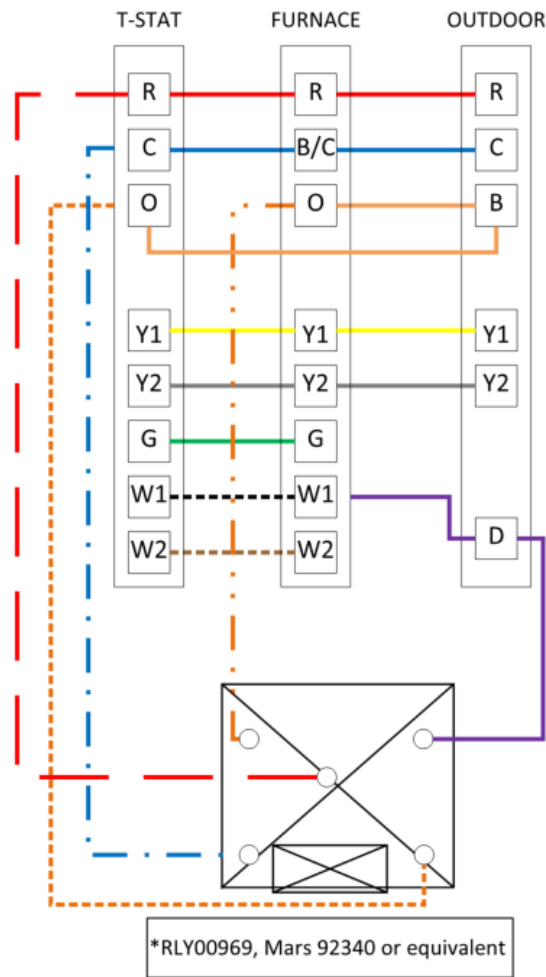 T-STAT FURNACE OUTDOOR
R R R
C B/C C
O O B
Y1 Y1 Y1
Y2 Y2 Y2
G G
W1 W1
D
W2 W2
*RLY00969, Mars 92340 or equivalent